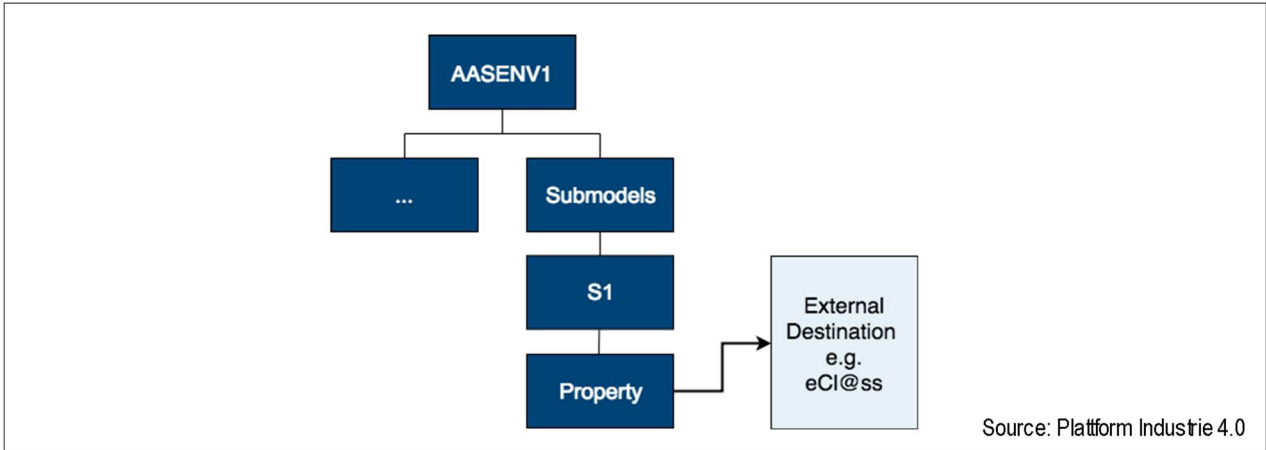 AASENV1
...
Submodels
S1
Property
External
Destination
e.g.
eCl@ss
Source: Plattform Industrie 4.0